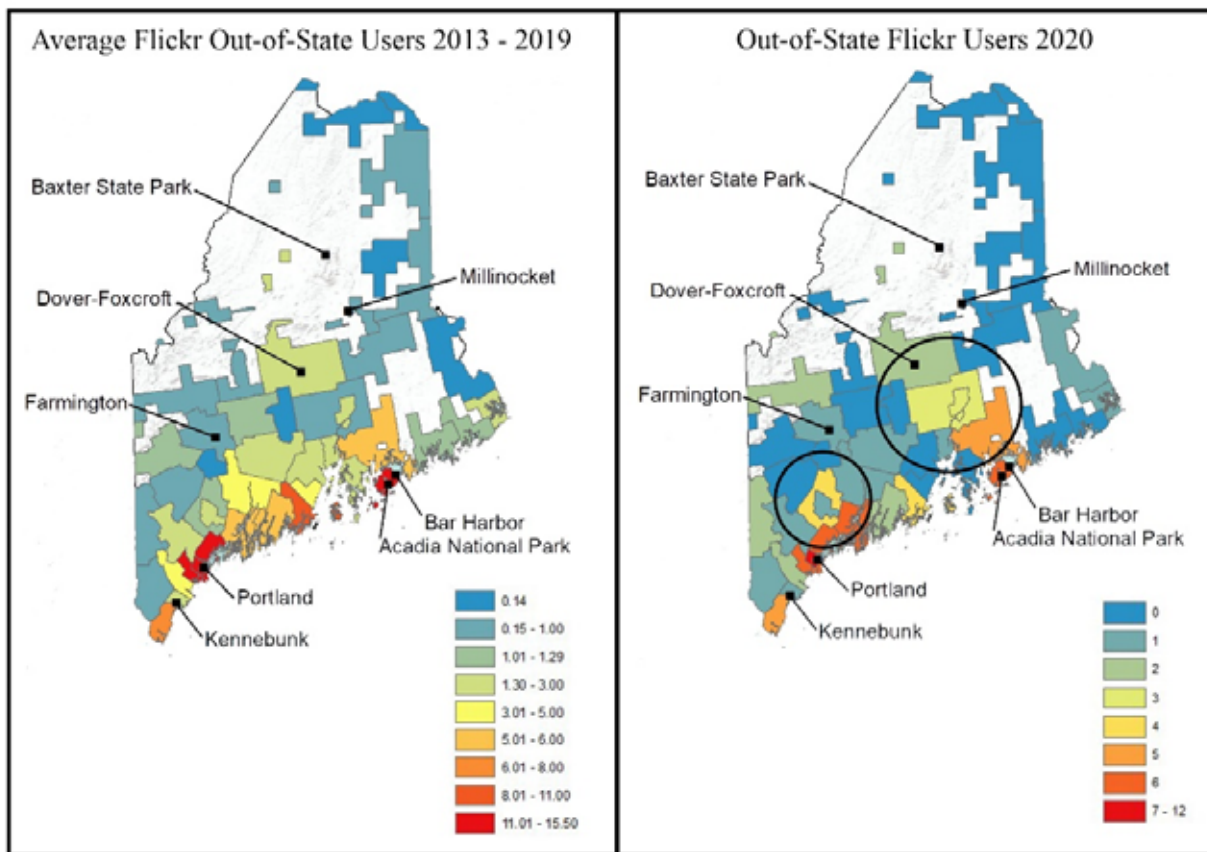 Average Flickr Out-of-State Users 2013 - 2019
Baxter State Park
Millinocket
Dover-Foxcroft
Farmington
Bar Harbor
Acadia National Park
Portland
Kennebunk
0.14
0.15 - 1.00
1.01 - 1.29
1.30 - 3.00
3.01 - 5.00
5.01 - 6.00
6.01 - 8.00
8.01 - 11.00
11.01 - 15.50
Out-of-State Flickr Users 2020
Baxter State Park
Millinocket
Dover-Foxcroft
Farmington
Bar Harbor
Acadia National Park
Portland
Kennebunk
0
1
2
3
4
5
6
7 - 12